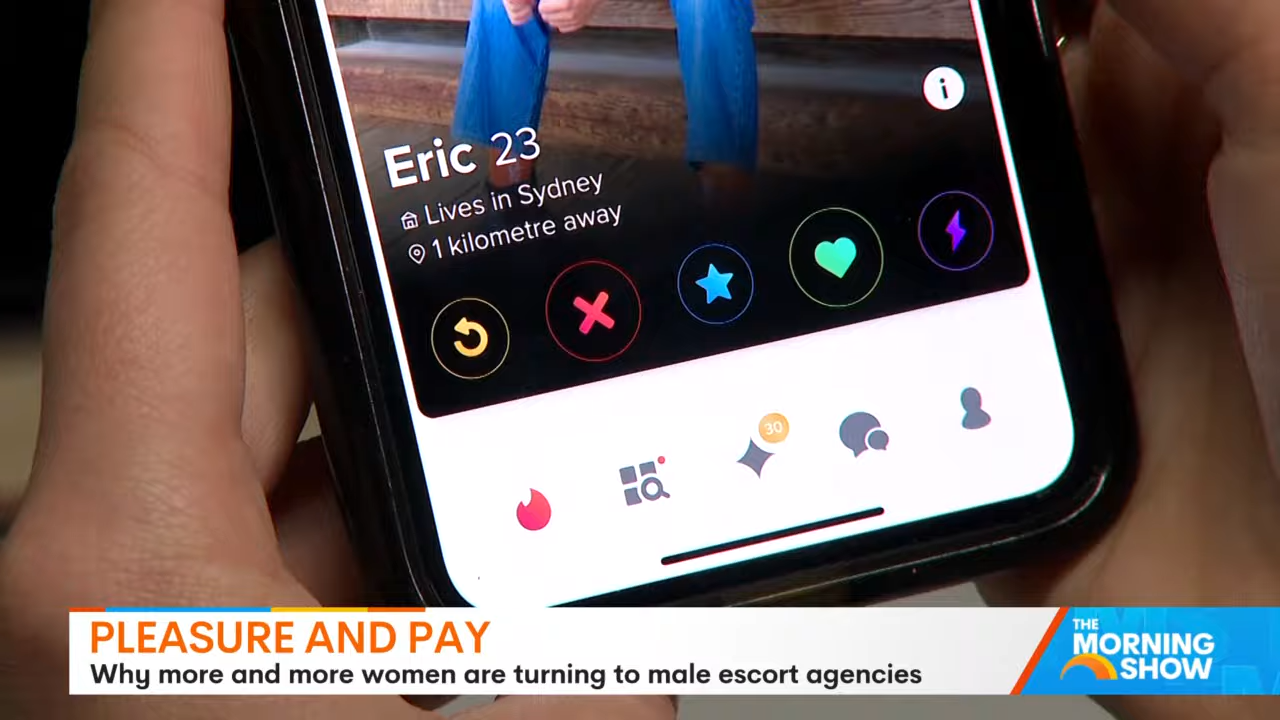 Eric 23
Lives in Sydney
1 kilometre away
30
PLEASURE AND PAY
Why more and more women are turning to male escort agencies
THE
MORNING
SHOW